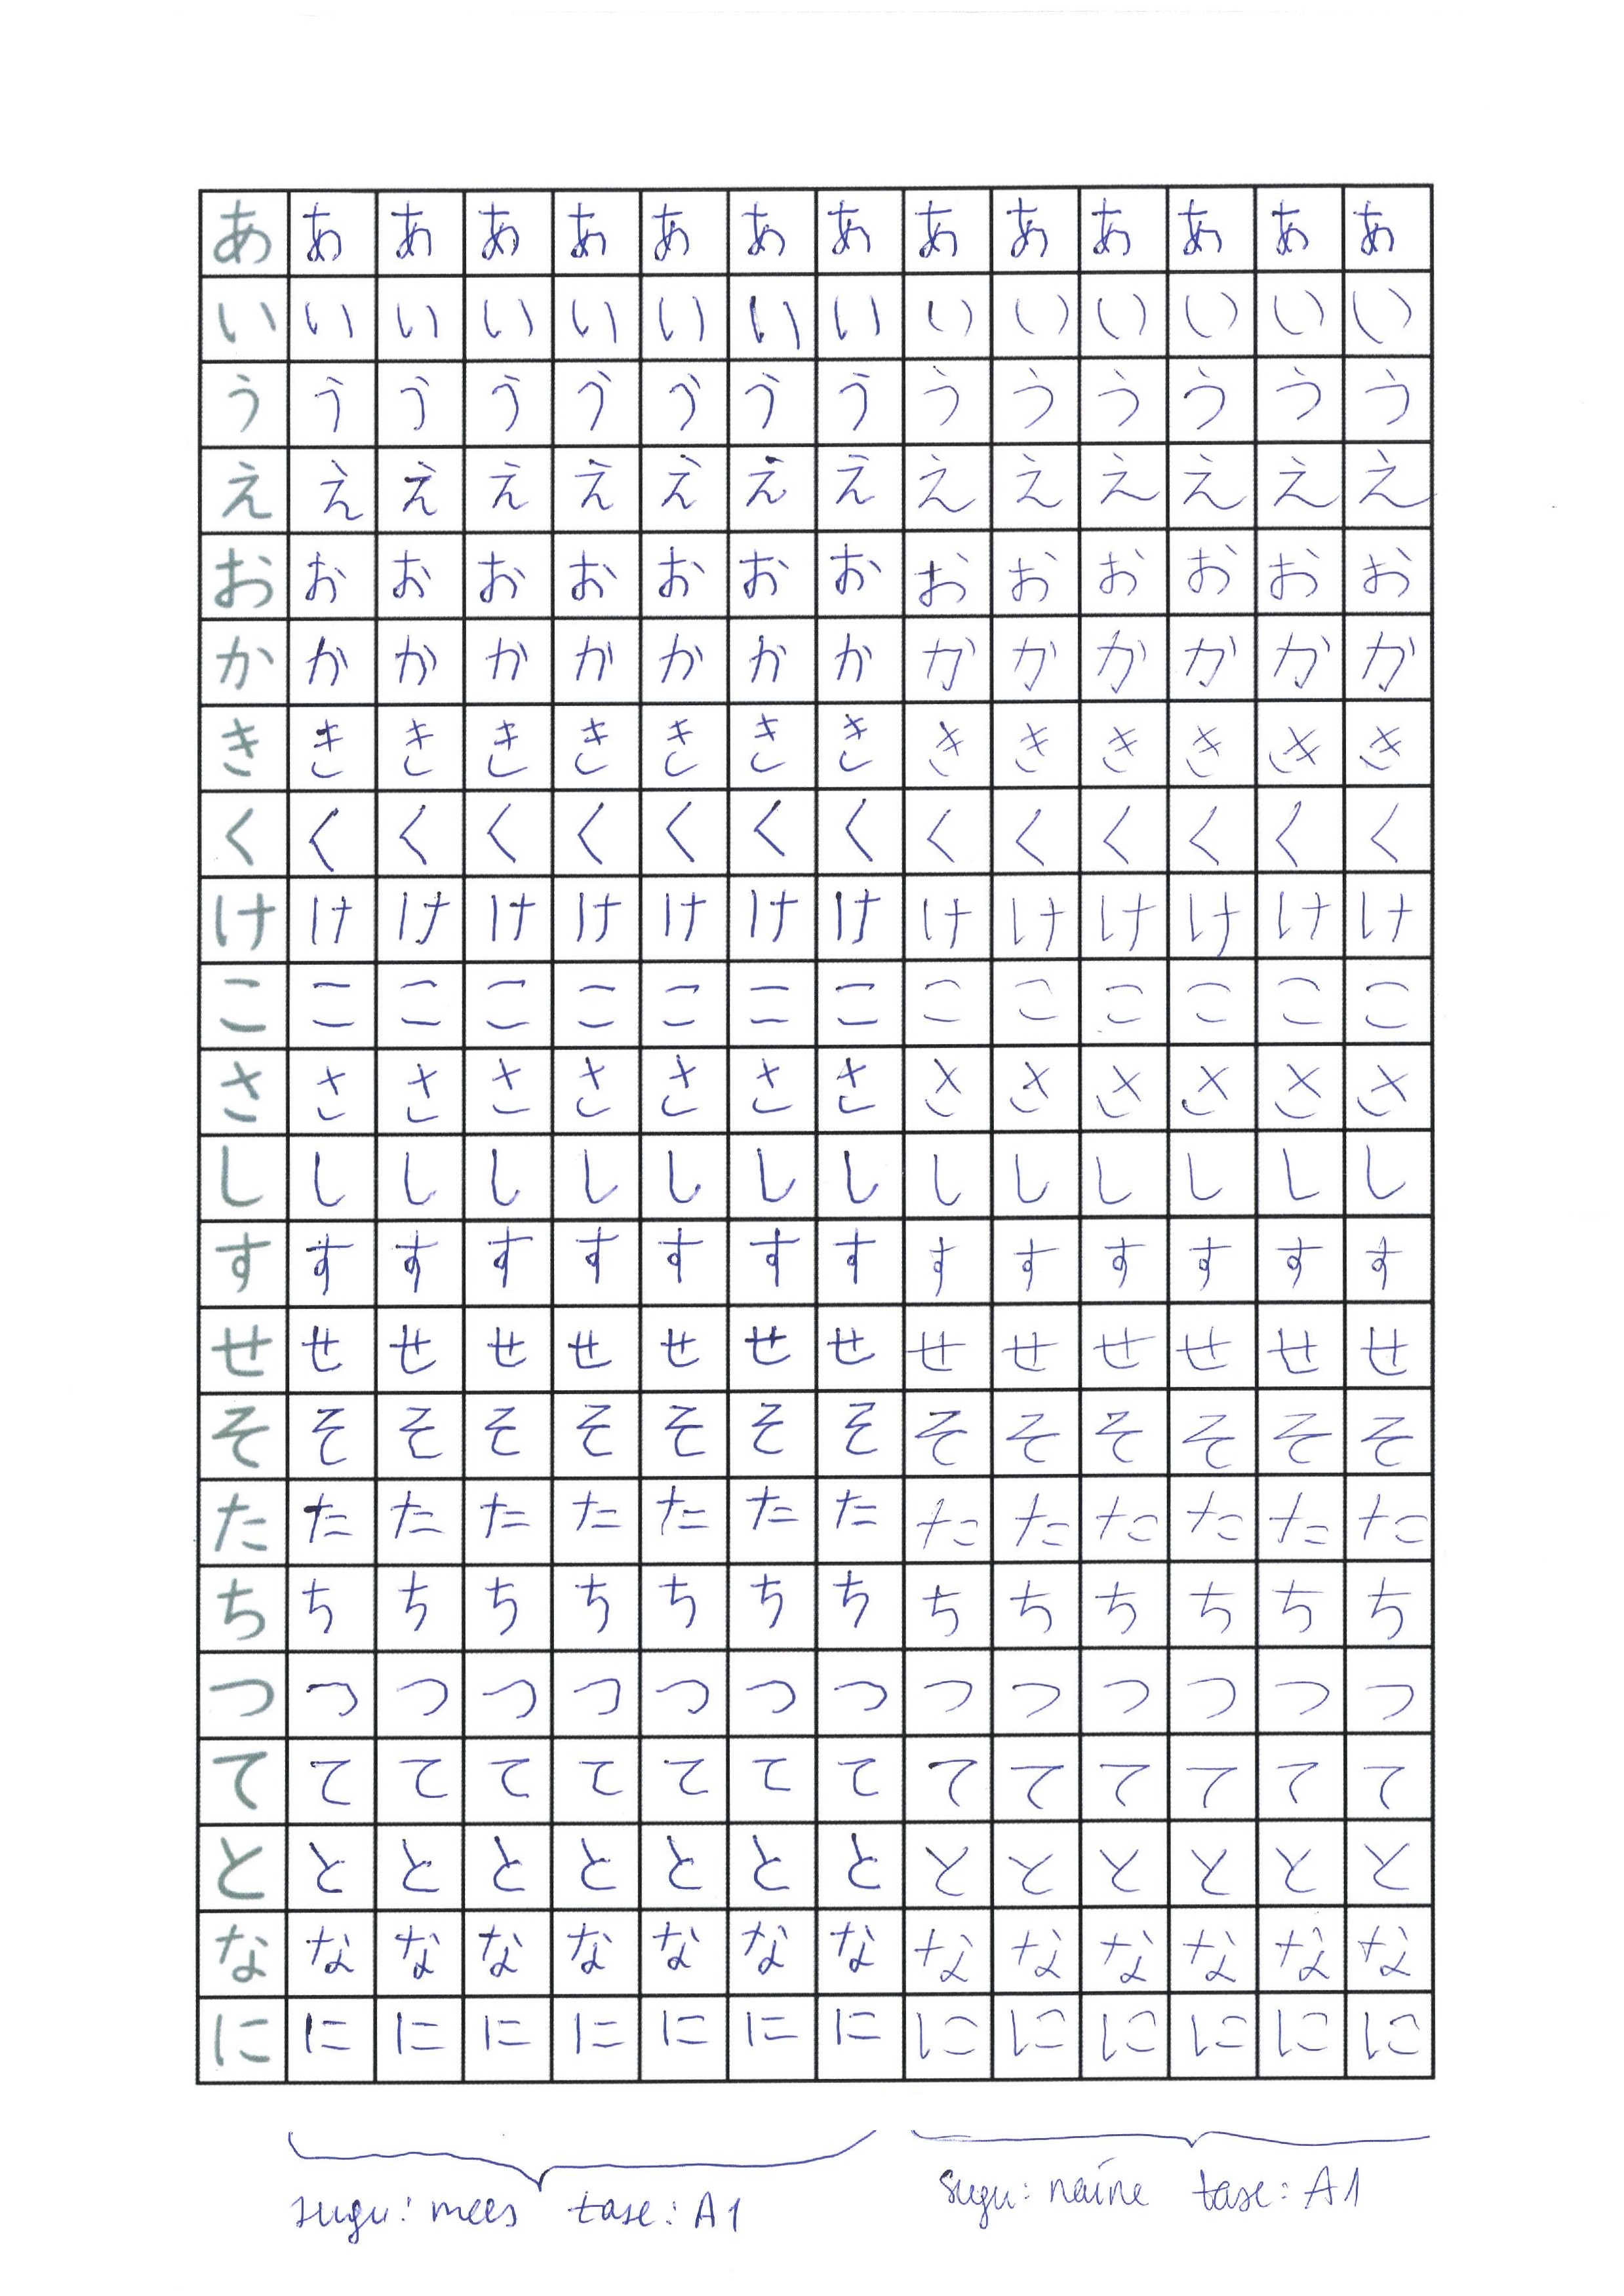 あ あ あ あ あ あ あ あ あ あ あ あ あ あ
い い い い い い い い い い い い い い
う う う う う う う う う う う う う う
え え え え え え え え え え え え え え
お お お お お お お お お お お お お お
か か か か か か か か か か か か か か
き き き き き き き き き き き き き き
く く く く く く く く く く く く く く
け け け け け け け け け け け け け け
こ こ こ こ こ こ こ こ こ こ こ こ こ こ
さ さ さ さ さ さ さ さ さ さ さ さ さ さ
し し し し し し し し し し し し し し
す す す す す す す す す す す す す す
せ せ せ せ せ せ せ せ せ せ せ せ せ せ
そ そ そ そ そ そ そ そ そ そ そ そ そ そ
た た た た た た た た た た た た た た
ち ち ち ち ち ち ち ち ち ち ち ち ち ち
つ つ つ つ つ つ つ つ つ つ つ つ つ つ
て て て て て て て て て て て て て て
と と と と と と と と と と と と と と
な な な な な な な な な な な な な な
に に に に に に に に に に に に に に
sugu: mees tase: A1
sugu: naine tase: A1